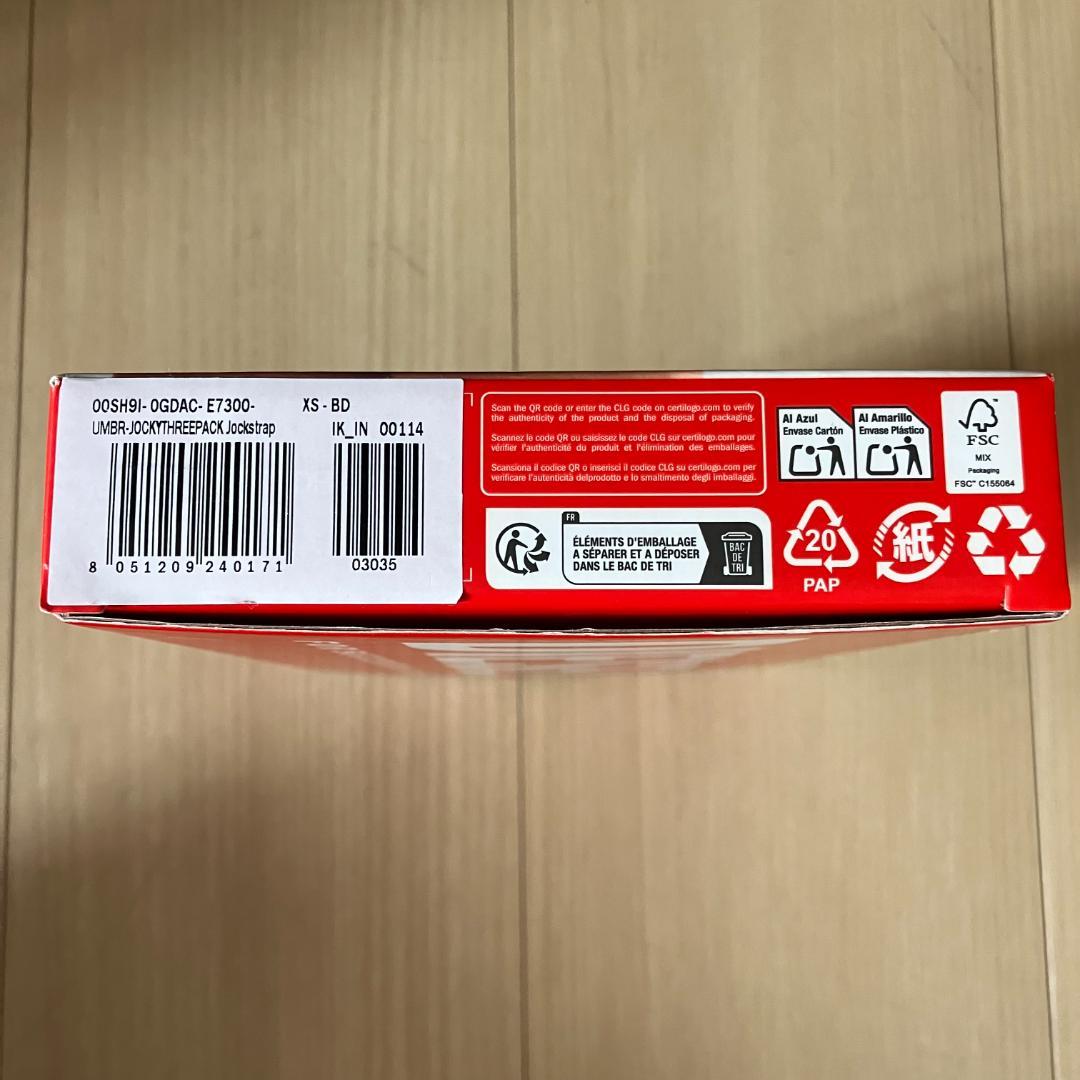 00SH9I- 0GDAC- E7300- XS - BD
UMBR-JOCKYTHREEPACK Jockstrap IK_IN 00114
8 051209 240171
03035
Scan the QR code or enter the CLG code on certilogo.com to verify
the authenticity of the product and the disposal of packaging.
Scannez le code QR ou saisissez le code CLG sur certilogo.com pour
vérifier l'authenticité du produit et l'élimination des emballages.
Scansiona il codice QR o inserisci il codice CLG su certilogo.com per
verificare l'autenticità delprodotto e lo smaltimento degli imballaggi.
FR
ÉLÉMENTS D'EMBALLAGE
A SÉPARER ET A DÉPOSER
DANS LE BAC DE TRI
BAC
DE
TRI
Al Azul
Envase Cartón
Al Amarillo
Envase Plástico
FSC
MIX
Packaging
FSC™ C155064
20
PAP
紙